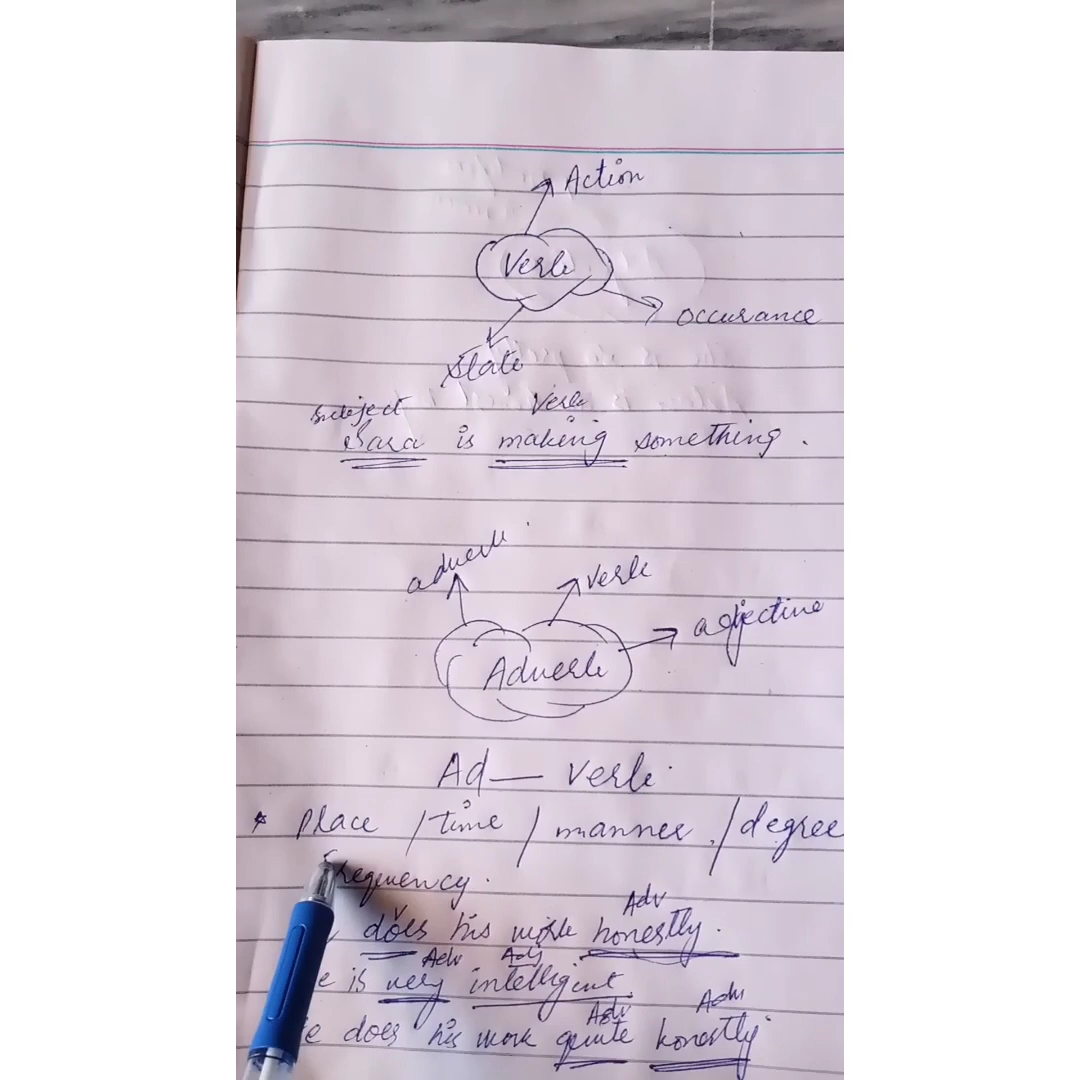 Action
Verb
occurance
State
Subject Verb
Sara is making something.
adverb.
verb
adjective
Adverb
Ad — verb
* Place / time / manner / degree
frequency.
v Adv
does his work honestly.
Adv Adj
is very intelligent.
Adv Adv
does his work quite honestly